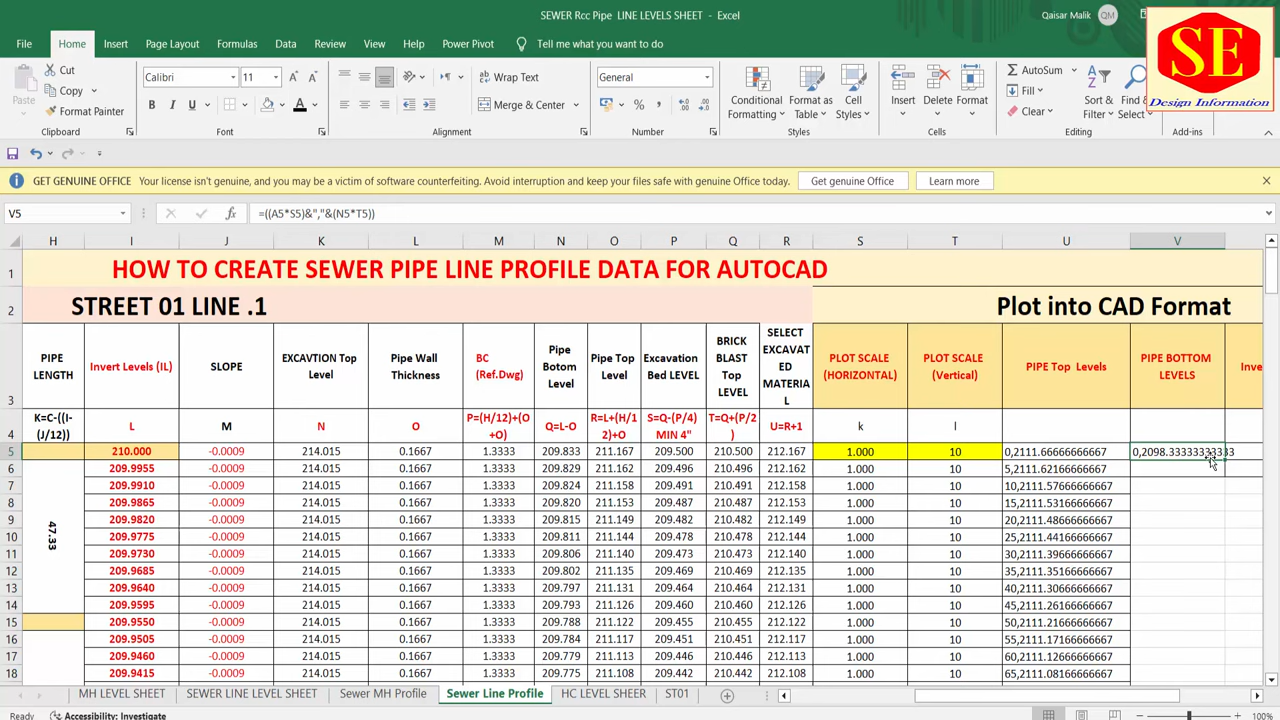 SEWER Rcc Pipe LINE LEVELS SHEET - Excel
Qaisar Malik QM
SE
Design Information
File Home Insert Page Layout Formulas Data Review View Help Power Pivot Tell me what you want to do
Paste Cut Copy Format Painter
Calibri 11 Wrap Text General
Merge & Center
Conditional Formatting Format as Table Cell Styles Insert Delete Format
AutoSum Fill Clear Sort & Filter Find & Select
Clipboard Font Alignment Number Styles Cells Editing Add-ins
GET GENUINE OFFICE Your license isn't genuine, and you may be a victim of software counterfeiting. Avoid interruption and keep your files safe with genuine Office today. Get genuine Office Learn more
V5 =((A5*S5)&","&(N5*T5))
H I J K L M N O P Q R S T U V
1 HOW TO CREATE SEWER PIPE LINE PROFILE DATA FOR AUTOCAD
2 STREET 01 LINE .1 Plot into CAD Format
3 PIPE LENGTH Invert Levels (IL) SLOPE EXCAVTION Top Level Pipe Wall Thickness BC (Ref.Dwg) Pipe Botom Level Pipe Top Level Excavation Bed LEVEL BRICK BLAST Top LEVEL SELECT EXCAVATED MATERIAL PLOT SCALE (HORIZONTAL) PLOT SCALE (Vertical) PIPE Top Levels PIPE BOTTOM LEVELS Inve
4 K=C-((I-(J/12)) L M N O P=(H/12)+(O+O) Q=L-O R=L+(H/12)+O S=Q-(P/4) MIN 4" T=Q+(P/2) U=R+1 k l
5 210.000 -0.0009 214.015 0.1667 1.3333 209.833 211.167 209.500 210.500 212.167 1.000 10 0,2111.66666666667 0,2098.33333333333
6 209.9955 -0.0009 214.015 0.1667 1.3333 209.829 211.162 209.496 210.496 212.162 1.000 10 5,2111.62166666667
7 209.9910 -0.0009 214.015 0.1667 1.3333 209.824 211.158 209.491 210.491 212.158 1.000 10 10,2111.57666666667
8 209.9865 -0.0009 214.015 0.1667 1.3333 209.820 211.153 209.487 210.487 212.153 1.000 10 15,2111.53166666667
9 209.9820 -0.0009 214.015 0.1667 1.3333 209.815 211.149 209.482 210.482 212.149 1.000 10 20,2111.48666666667
47.33
10 209.9775 -0.0009 214.015 0.1667 1.3333 209.811 211.144 209.478 210.478 212.144 1.000 10 25,2111.44166666667
11 209.9730 -0.0009 214.015 0.1667 1.3333 209.806 211.140 209.473 210.473 212.140 1.000 10 30,2111.39666666667
12 209.9685 -0.0009 214.015 0.1667 1.3333 209.802 211.135 209.469 210.469 212.135 1.000 10 35,2111.35166666667
13 209.9640 -0.0009 214.015 0.1667 1.3333 209.797 211.131 209.464 210.464 212.131 1.000 10 40,2111.30666666667
14 209.9595 -0.0009 214.015 0.1667 1.3333 209.793 211.126 209.460 210.460 212.126 1.000 10 45,2111.26166666667
15 209.9550 -0.0009 214.015 0.1667 1.3333 209.788 211.122 209.455 210.455 212.122 1.000 10 50,2111.21666666667
16 209.9505 -0.0009 214.015 0.1667 1.3333 209.784 211.117 209.451 210.451 212.117 1.000 10 55,2111.17166666667
17 209.9460 -0.0009 214.015 0.1667 1.3333 209.779 211.113 209.446 210.446 212.113 1.000 10 60,2111.12666666667
18 209.9415 -0.0009 214.015 0.1667 1.3333 209.775 211.108 209.442 210.442 212.108 1.000 10 65,2111.08166666667
MH LEVEL SHEET SEWER LINE LEVEL SHEET Sewer MH Profile Sewer Line Profile HC LEVEL SHEER ST01
Ready Accessibility: Investigate 100%